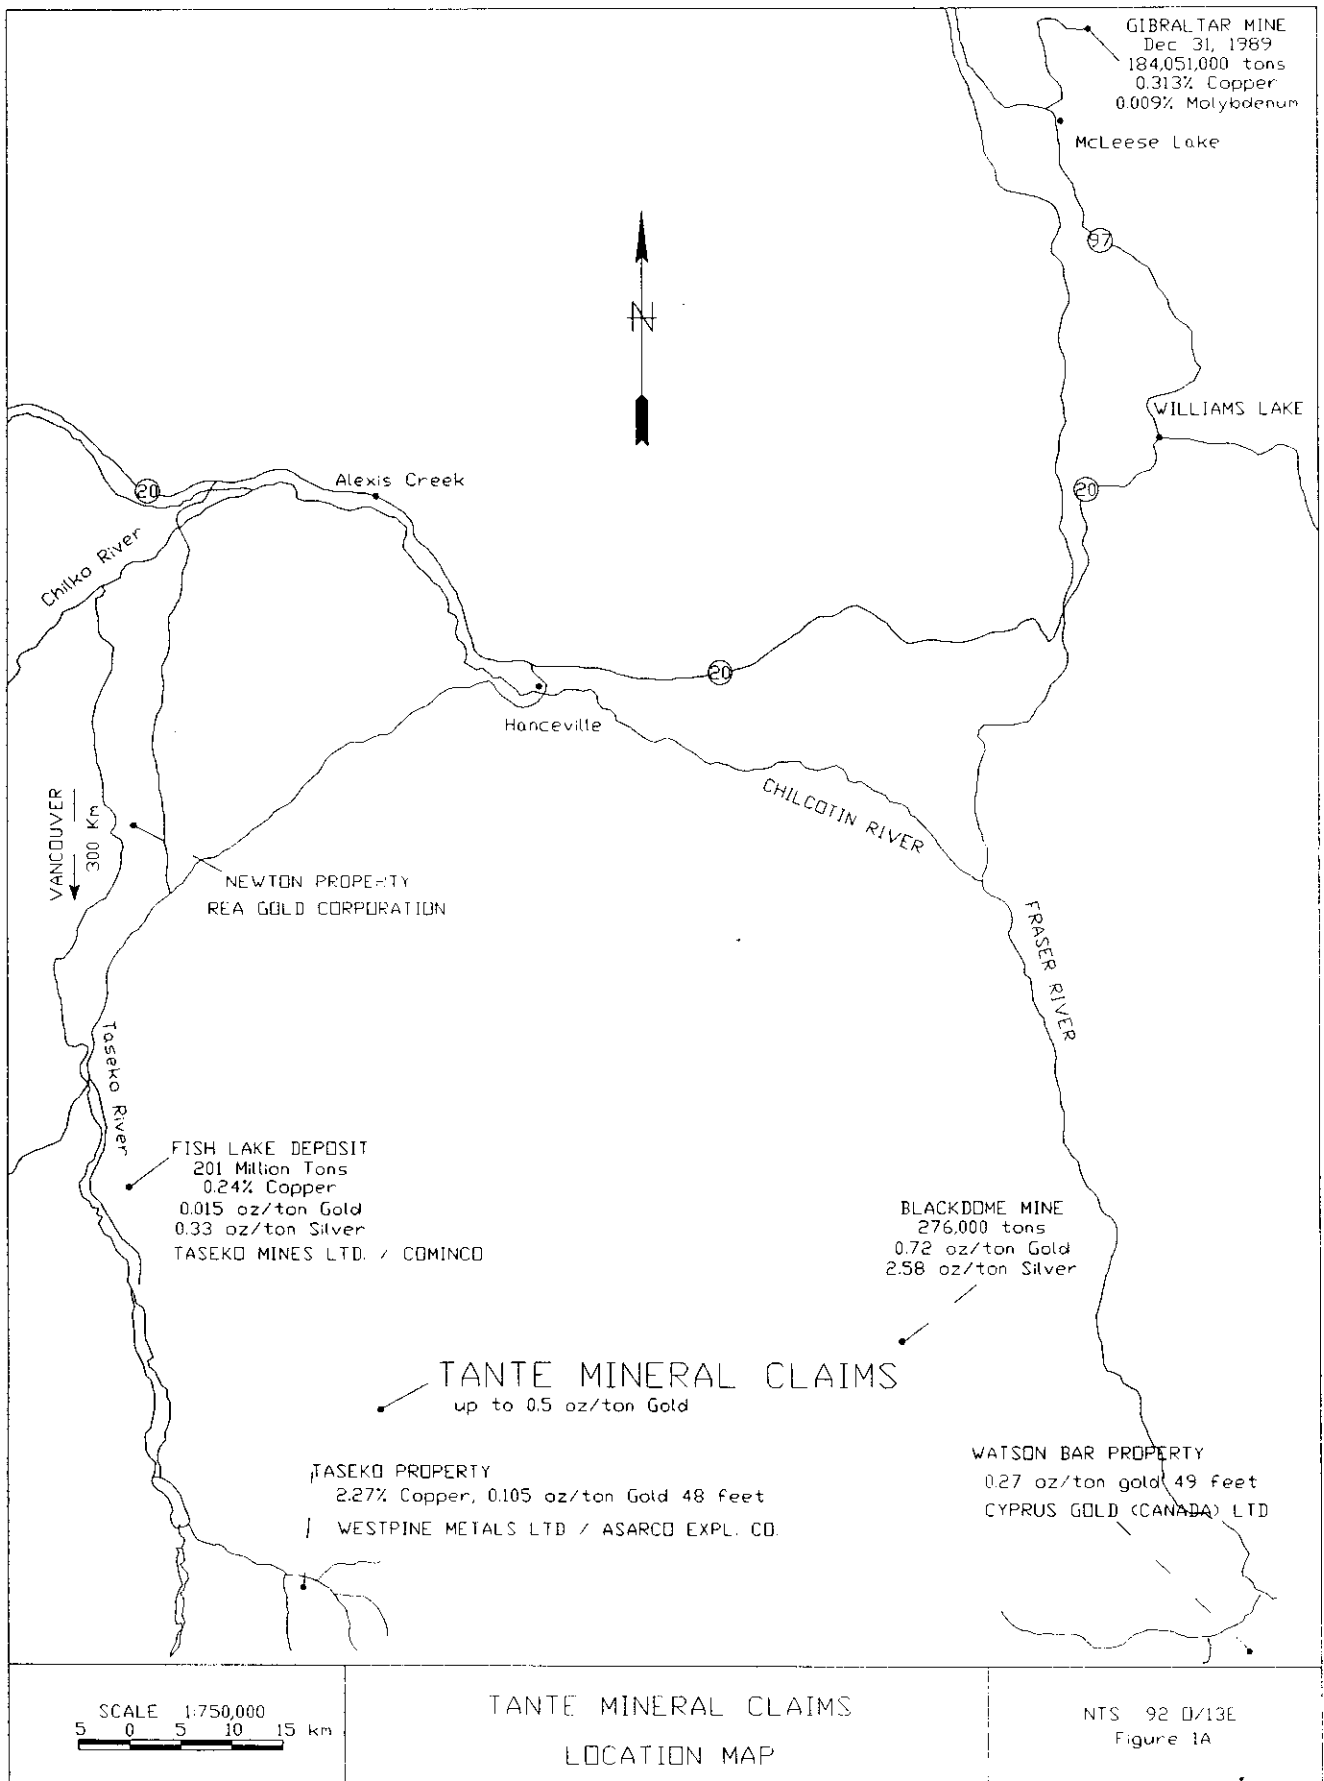 GIBRALTAR MINE
Dec 31, 1989
184,051,000 tons
0.313% Copper
0.009% Molybdenum
McLeese Lake
N
97
WILLIAMS LAKE
20
Alexis Creek
20
Chilko River
20
Hanceville
CHILCOTIN RIVER
VANCOUVER
300 Km
NEWTON PROPERTY
REA GOLD CORPORATION
FRASER RIVER
Taseko River
FISH LAKE DEPOSIT
201 Million Tons
0.24% Copper
0.015 oz/ton Gold
0.33 oz/ton Silver
TASEKO MINES LTD. / COMINCO
BLACKDOME MINE
276,000 tons
0.72 oz/ton Gold
2.58 oz/ton Silver
TANTE MINERAL CLAIMS
up to 0.5 oz/ton Gold
TASEKO PROPERTY
2.27% Copper, 0.105 oz/ton Gold 48 feet
WESTPINE METALS LTD / ASARCO EXPL. CO.
WATSON BAR PROPERTY
0.27 oz/ton gold 49 feet
CYPRUS GOLD (CANADA) LTD
SCALE 1:750,000
5 0 5 10 15 km
TANTE MINERAL CLAIMS
LOCATION MAP
NTS 92 O/13E
Figure 1A